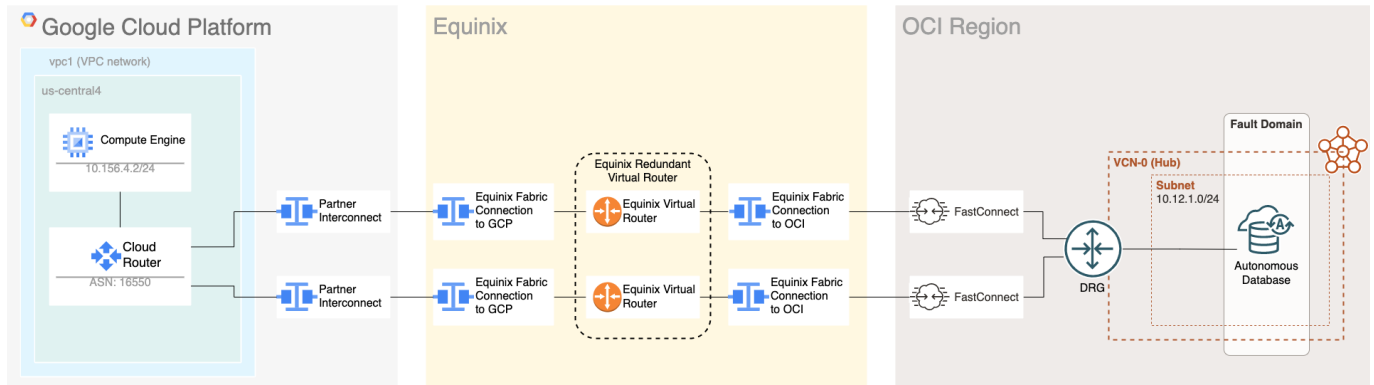 Google Cloud Platform
vpc1 (VPC network)
us-central4
Compute Engine
10.156.4.2/24
Cloud
Router
ASN: 16550
Partner
Interconnect
Partner
Interconnect
Equinix
Equinix Fabric
Connection
to GCP
Equinix Fabric
Connection
to GCP
Equinix Redundant
Virtual Router
Equinix Virtual
Router
Equinix Virtual
Router
Equinix Fabric
Connection
to OCI
Equinix Fabric
Connection
to OCI
OCI Region
FastConnect
FastConnect
DRG
Fault Domain
VCN-0 (Hub)
Subnet
10.12.1.0/24
A
Autonomous
Database